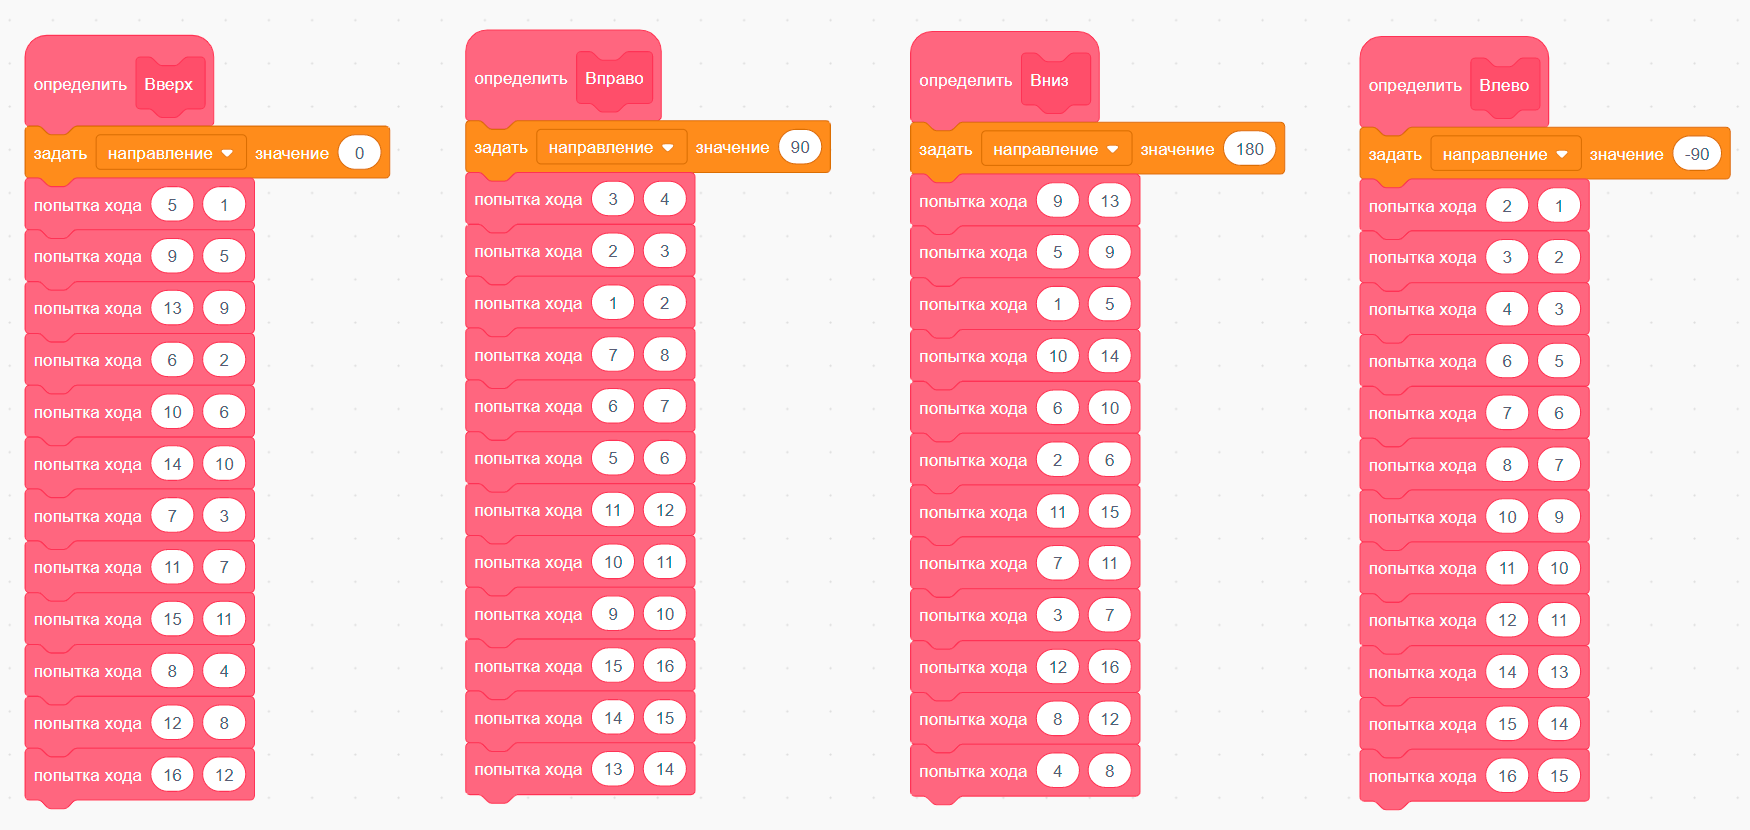 определить Вверх
задать направление значение 0
попытка хода 5 1
попытка хода 9 5
попытка хода 13 9
попытка хода 6 2
попытка хода 10 6
попытка хода 14 10
попытка хода 7 3
попытка хода 11 7
попытка хода 15 11
попытка хода 8 4
попытка хода 12 8
попытка хода 16 12
определить Вправо
задать направление значение 90
попытка хода 3 4
попытка хода 2 3
попытка хода 1 2
попытка хода 7 8
попытка хода 6 7
попытка хода 5 6
попытка хода 11 12
попытка хода 10 11
попытка хода 9 10
попытка хода 15 16
попытка хода 14 15
попытка хода 13 14
определить Вниз
задать направление значение 180
попытка хода 9 13
попытка хода 5 9
попытка хода 1 5
попытка хода 10 14
попытка хода 6 10
попытка хода 2 6
попытка хода 11 15
попытка хода 7 11
попытка хода 3 7
попытка хода 12 16
попытка хода 8 12
попытка хода 4 8
определить Влево
задать направление значение -90
попытка хода 2 1
попытка хода 3 2
попытка хода 4 3
попытка хода 6 5
попытка хода 7 6
попытка хода 8 7
попытка хода 10 9
попытка хода 11 10
попытка хода 12 11
попытка хода 14 13
попытка хода 15 14
попытка хода 16 15